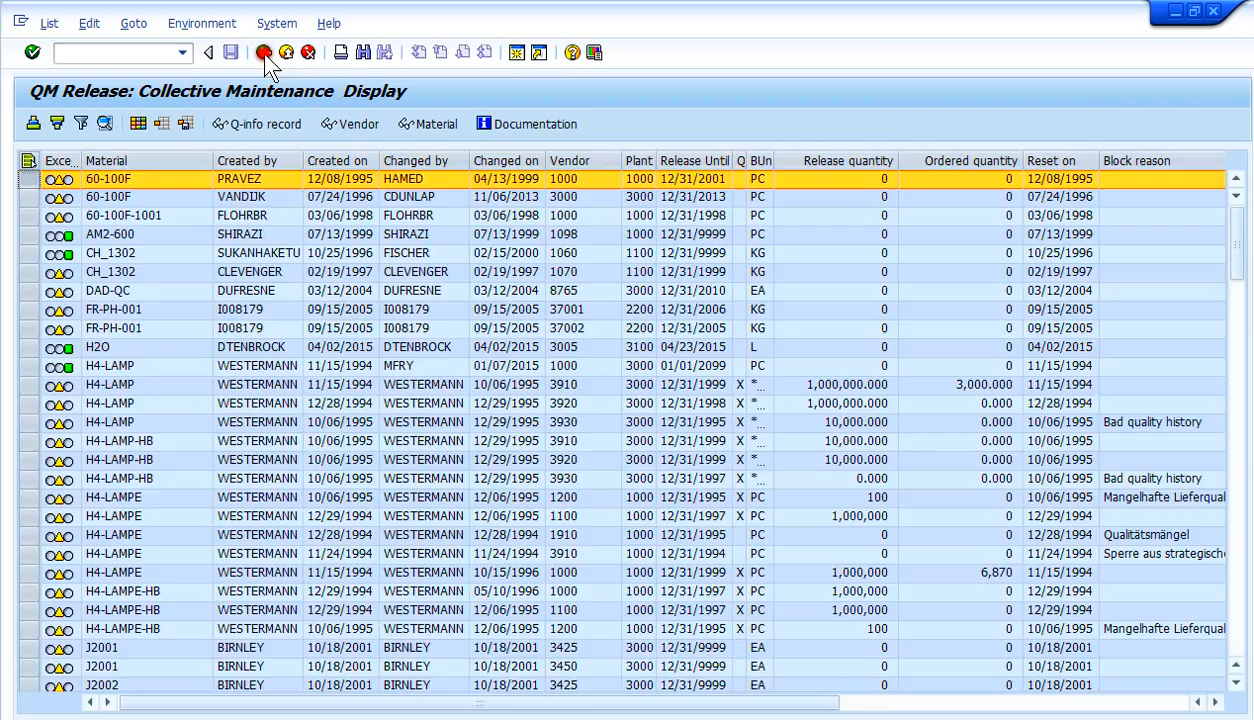 List Edit Goto Environment System Help
QM Release: Collective Maintenance Display
Q-info record Vendor Material Documentation
Exce... Material Created by Created on Changed by Changed on Vendor Plant Release Until Q BUn Release quantity Ordered quantity Reset on Block reason
60-100F PRAVEZ 12/08/1995 HAMED 04/13/1999 1000 1000 12/31/2001 PC 0 0 12/08/1995
60-100F VANDIJK 07/24/1996 CDUNLAP 11/06/2013 3000 3000 12/31/2013 PC 0 0 07/24/1996
60-100F-1001 FLOHRBR 03/06/1998 FLOHRBR 03/06/1998 1000 1000 12/31/1998 PC 0 0 03/06/1998
AM2-600 SHIRAZI 07/13/1999 SHIRAZI 07/13/1999 1098 1000 12/31/9999 PC 0 0 07/13/1999
CH_1302 SUKANHAKETU 10/25/1996 FISCHER 02/15/2000 1060 1100 12/31/9999 KG 0 0 10/25/1996
CH_1302 CLEVENGER 02/19/1997 CLEVENGER 02/19/1997 1070 1100 12/31/1999 KG 0 0 02/19/1997
DAD-QC DUFRESNE 03/12/2004 DUFRESNE 03/12/2004 8765 3000 12/31/2010 EA 0 0 03/12/2004
FR-PH-001 I008179 09/15/2005 I008179 09/15/2005 37001 2200 12/31/2006 KG 0 0 09/15/2005
FR-PH-001 I008179 09/15/2005 I008179 09/15/2005 37002 2200 12/31/2005 KG 0 0 09/15/2005
H2O DTENBROCK 04/02/2015 DTENBROCK 04/02/2015 3005 3100 04/23/2015 L 0 0 04/02/2015
H4-LAMP WESTERMANN 11/15/1994 MFRY 01/07/2015 1000 3000 01/01/2099 PC 0 0 11/15/1994
H4-LAMP WESTERMANN 11/15/1994 WESTERMANN 10/06/1995 3910 3000 12/31/1999 X *... 1,000,000.000 3,000.000 11/15/1994
H4-LAMP WESTERMANN 12/28/1994 WESTERMANN 12/29/1995 3920 3000 12/31/1998 X *... 1,000,000.000 0.000 12/28/1994
H4-LAMP WESTERMANN 10/06/1995 WESTERMANN 12/29/1995 3930 3000 12/31/1997 X *... 10,000.000 0.000 10/06/1995 Bad quality history
H4-LAMP-HB WESTERMANN 10/06/1995 WESTERMANN 12/29/1995 3910 3000 12/31/1999 X *... 10,000.000 0.000 10/06/1995
H4-LAMP-HB WESTERMANN 10/06/1995 WESTERMANN 12/29/1995 3920 3000 12/31/1999 X *... 10,000.000 0.000 10/06/1995
H4-LAMP-HB WESTERMANN 10/06/1995 WESTERMANN 12/29/1995 3930 3000 12/31/1997 X *... 0.000 0.000 10/06/1995 Bad quality history
H4-LAMPE WESTERMANN 10/06/1995 WESTERMANN 12/06/1995 1200 1000 12/31/1995 X PC 100 0 10/06/1995 Mangelhafte Lieferqual
H4-LAMPE WESTERMANN 12/29/1994 WESTERMANN 12/06/1995 1100 1000 12/31/1997 X PC 1,000,000 0 12/29/1994
H4-LAMPE WESTERMANN 12/28/1994 WESTERMANN 12/28/1994 1910 1000 12/31/1995 PC 0 0 12/28/1994 Qualitätsmängel
H4-LAMPE WESTERMANN 11/24/1994 WESTERMANN 11/24/1994 3910 1000 12/31/1994 PC 0 0 11/24/1994 Sperre aus strategische
H4-LAMPE WESTERMANN 11/15/1994 WESTERMANN 10/15/1996 1000 1000 12/31/1997 X PC 1,000,000 6,870 11/15/1994
H4-LAMPE-HB WESTERMANN 12/29/1994 WESTERMANN 05/10/1996 1000 1000 12/31/1997 X PC 1,000,000 0 12/29/1994
H4-LAMPE-HB WESTERMANN 12/29/1994 WESTERMANN 12/06/1995 1100 1000 12/31/1997 X PC 1,000,000 0 12/29/1994
H4-LAMPE-HB WESTERMANN 10/06/1995 WESTERMANN 12/06/1995 1200 1000 12/31/1995 X PC 100 0 10/06/1995 Mangelhafte Lieferqual
J2001 BIRNLEY 10/18/2001 BIRNLEY 10/18/2001 3425 3000 12/31/9999 EA 0 0 10/18/2001
J2001 BIRNLEY 10/18/2001 BIRNLEY 10/18/2001 3450 3000 12/31/9999 EA 0 0 10/18/2001
J2002 BIRNLEY 10/18/2001 BIRNLEY 10/18/2001 3425 3000 12/31/9999 EA 0 0 10/18/2001